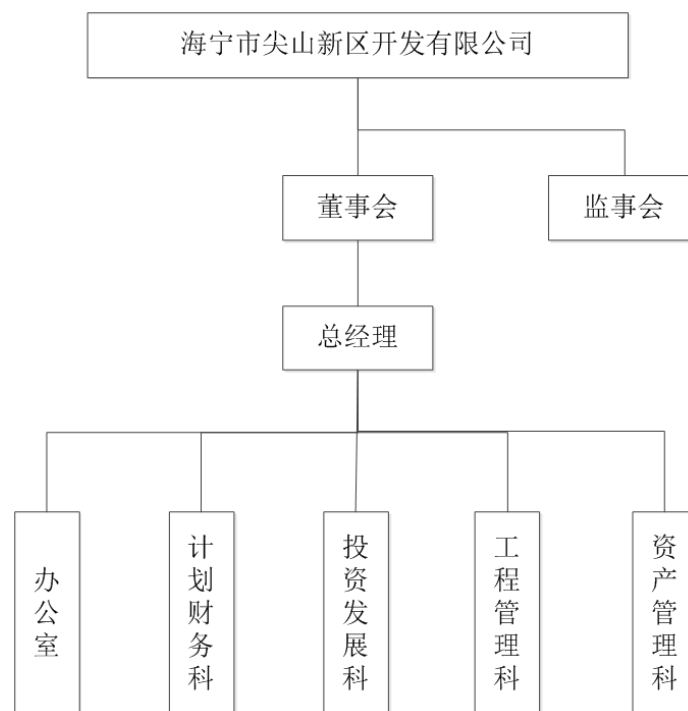 海宁市尖山新区开发有限公司
董事会
监事会
总经理
办公室
计划财务科
投资发展科
工程管理科
资产管理科